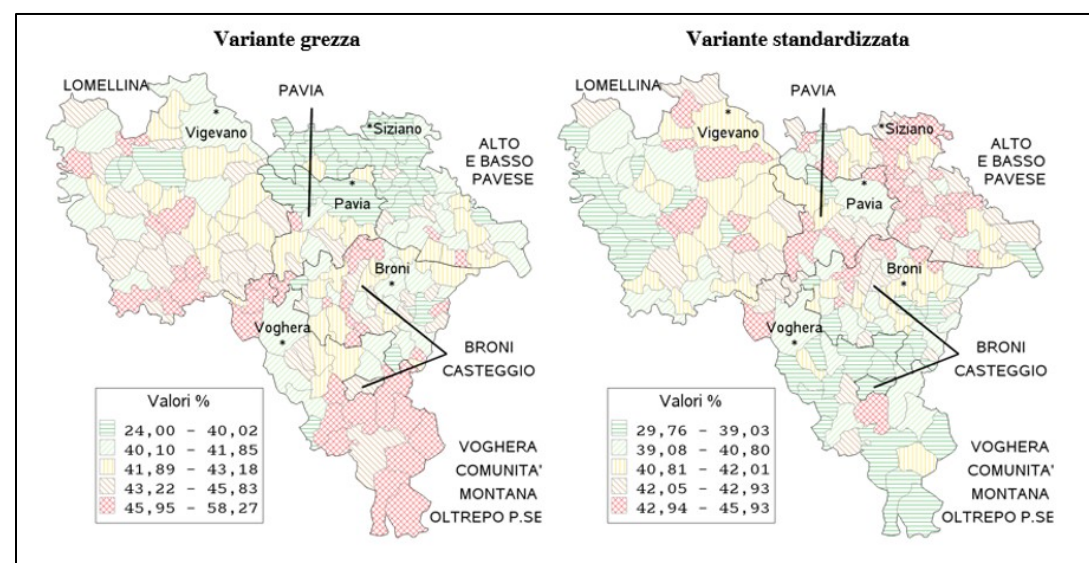 Variante grezza
LOMELLINA
PAVIA
Vigevano
Siziano
ALTO
E BASSO
PAVESE
Pavia
Broni
Voghera
BRONI
CASTEGGIO
Valori %
24,00 - 40,02
40,10 - 41,85
41,89 - 43,18
43,22 - 45,83
45,95 - 58,27
VOGHERA
COMUNITA'
MONTANA
OLTREPO P.SE
Variante standardizzata
LOMELLINA
PAVIA
Vigevano
Siziano
ALTO
E BASSO
PAVESE
Pavia
Broni
Voghera
BRONI
CASTEGGIO
Valori %
29,76 - 39,03
39,08 - 40,80
40,81 - 42,01
42,05 - 42,93
42,94 - 45,93
VOGHERA
COMUNITA'
MONTANA
OLTREPO P.SE